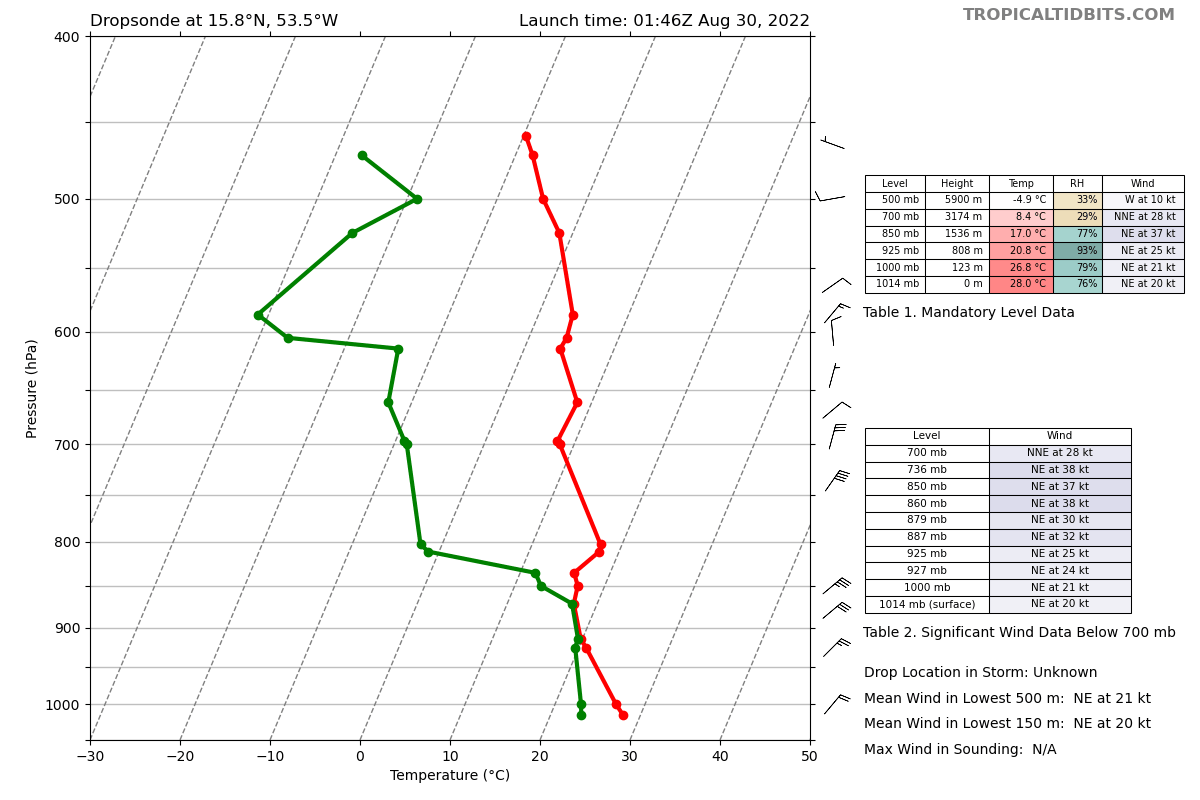 Dropsonde at 15.8°N, 53.5°W
Launch time: 01:46Z Aug 30, 2022
TROPICALTIDBITS.COM
400
500
600
700
800
900
1000
Pressure (hPa)
−30 −20 −10 0 10 20 30 40 50
Temperature (°C)
Level Height Temp RH Wind
500 mb 5900 m -4.9 °C 33% W at 10 kt
700 mb 3174 m 8.4 °C 29% NNE at 28 kt
850 mb 1536 m 17.0 °C 77% NE at 37 kt
925 mb 808 m 20.8 °C 93% NE at 25 kt
1000 mb 123 m 26.8 °C 79% NE at 21 kt
1014 mb 0 m 28.0 °C 76% NE at 20 kt
Table 1. Mandatory Level Data
Level Wind
700 mb NNE at 28 kt
736 mb NE at 38 kt
850 mb NE at 37 kt
860 mb NE at 38 kt
879 mb NE at 30 kt
887 mb NE at 32 kt
925 mb NE at 25 kt
927 mb NE at 24 kt
1000 mb NE at 21 kt
1014 mb (surface) NE at 20 kt
Table 2. Significant Wind Data Below 700 mb
Drop Location in Storm: Unknown
Mean Wind in Lowest 500 m: NE at 21 kt
Mean Wind in Lowest 150 m: NE at 20 kt
Max Wind in Sounding: N/A